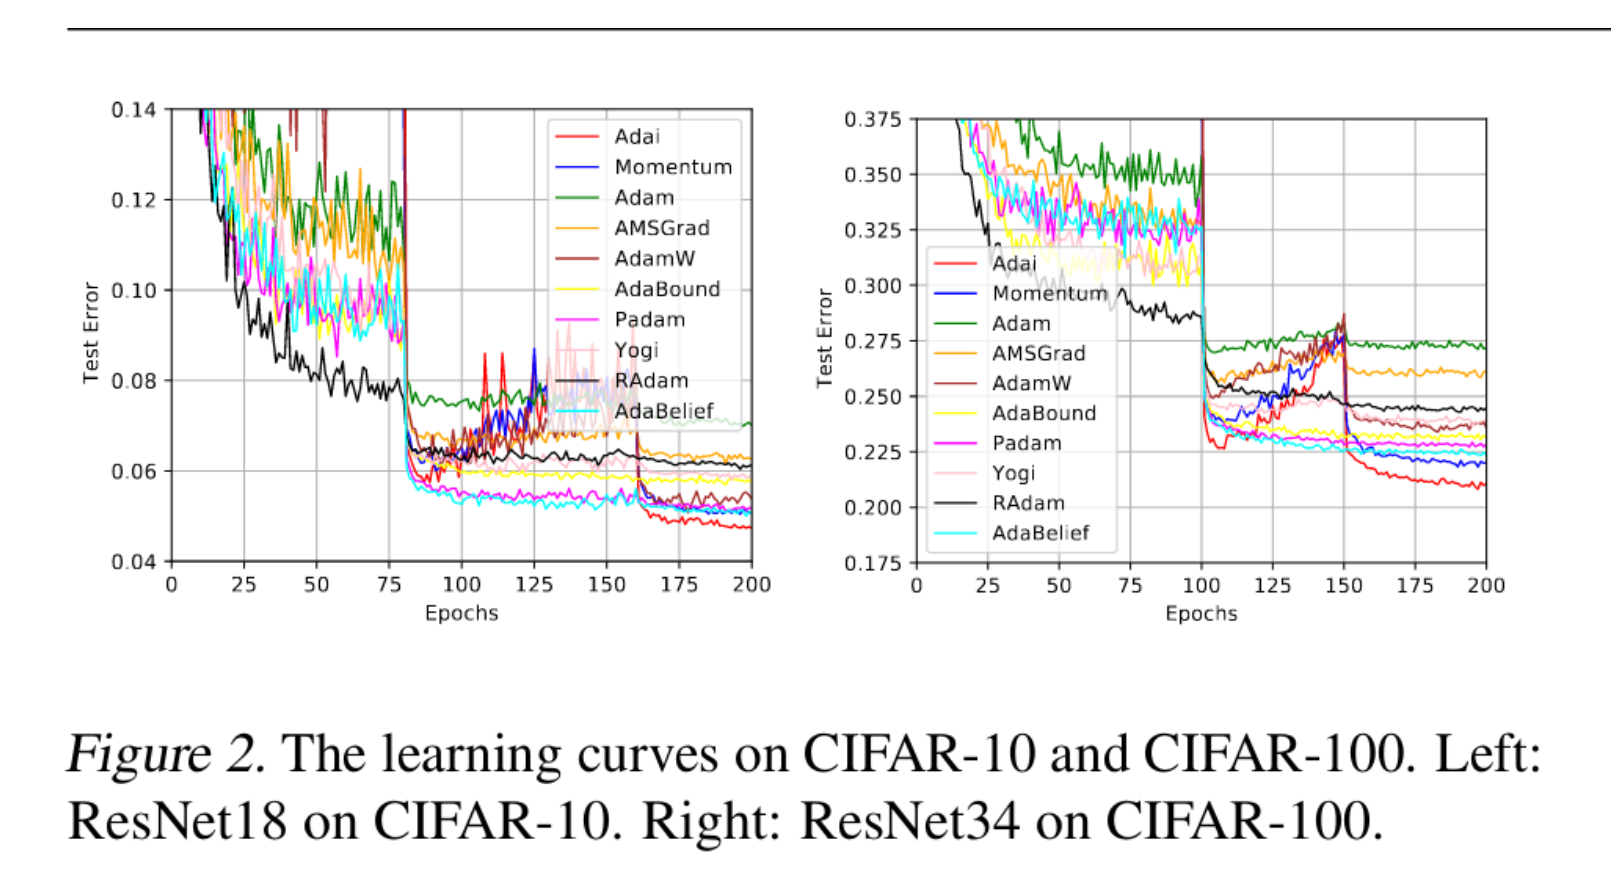 0.14
0.12
0.10
0.08
0.06
0.04
Test Error
0 25 50 75 100 125 150 175 200
Epochs
Adai
Momentum
Adam
AMSGrad
AdamW
AdaBound
Padam
Yogi
RAdam
AdaBelief
0.375
0.350
0.325
0.300
0.275
0.250
0.225
0.200
0.175
Test Error
0 25 50 75 100 125 150 175 200
Epochs
Adai
Momentum
Adam
AMSGrad
AdamW
AdaBound
Padam
Yogi
RAdam
AdaBelief
Figure 2. The learning curves on CIFAR-10 and CIFAR-100. Left:
ResNet18 on CIFAR-10. Right: ResNet34 on CIFAR-100.